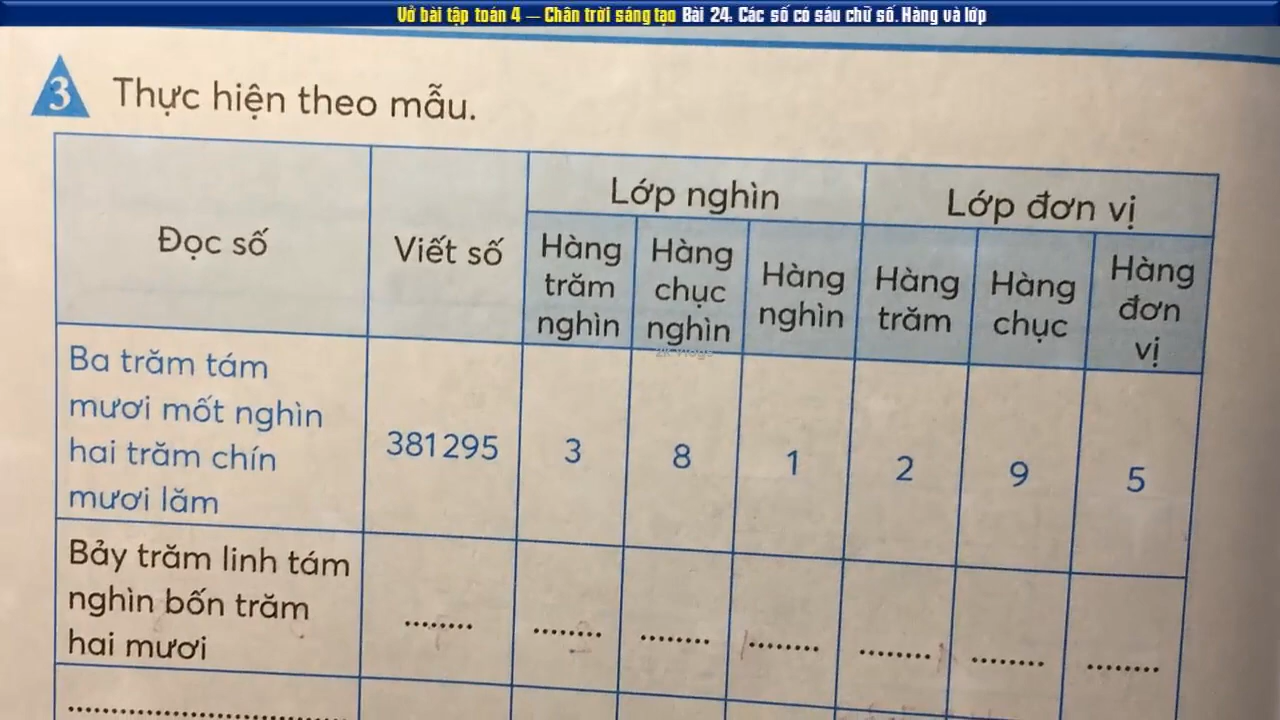 Vở bài tập toán 4 – Chân trời sáng tạo Bài 24. Các số có sáu chữ số. Hàng và lớp
3 Thực hiện theo mẫu.
Đọc số
Viết số
Lớp nghìn
Lớp đơn vị
Hàng
trăm
nghìn
Hàng
chục
nghìn
Hàng
nghìn
Hàng
trăm
Hàng
chục
Hàng
đơn
vị
Ba trăm tám
mươi mốt nghìn
hai trăm chín
mươi lăm
381 295
3
8
1
2
9
5
Bảy trăm linh tám
nghìn bốn trăm
hai mươi
........
........
........
........
........
........
........
..............................